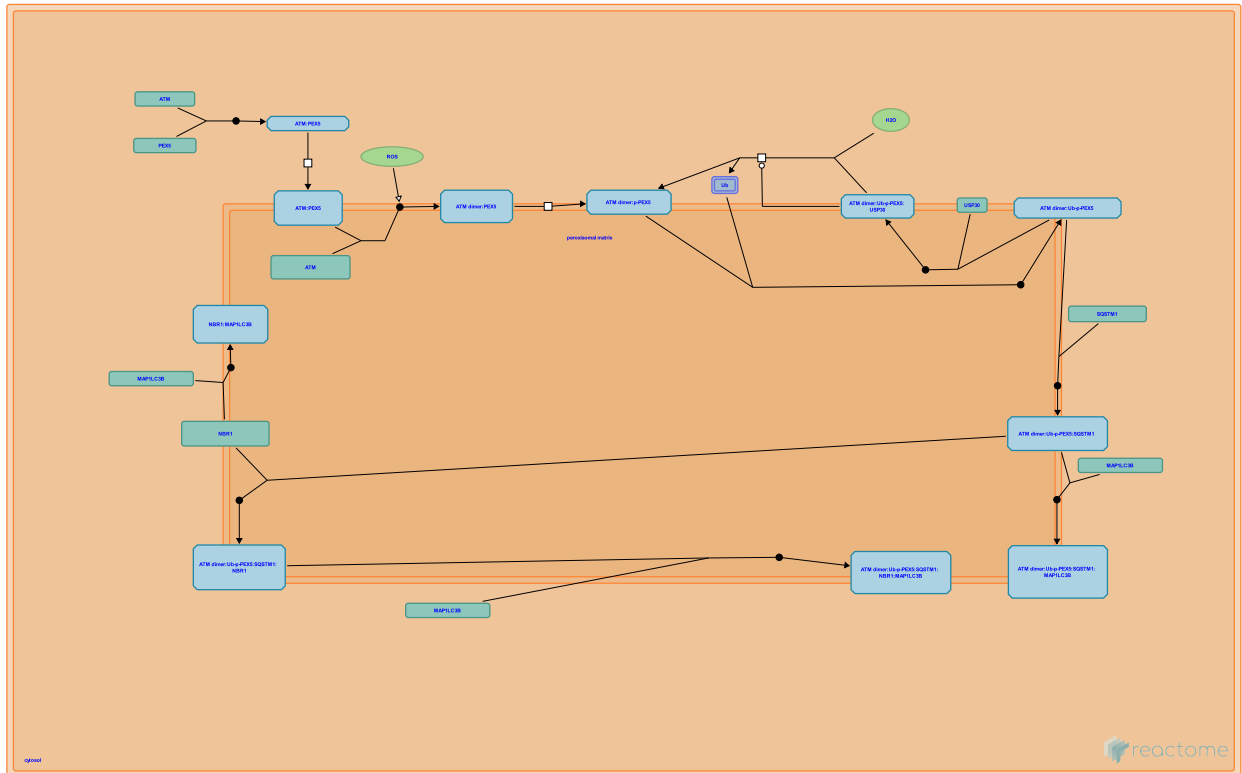 ATM
PEX5
ATM:PEX5
ROS
H2O
Ub
ATM:PEX5
ATM dimer:PEX5
ATM dimer:p-PEX5
ATM dimer:Ub-p-PEX5:
USP30
USP30
ATM dimer:Ub-p-PEX5
peroxisomal matrix
ATM
NBR1:MAP1LC3B
SQSTM1
MAP1LC3B
NBR1
ATM dimer:Ub-p-PEX5:SQSTM1
MAP1LC3B
ATM dimer:Ub-p-PEX5:SQSTM1:
NBR1
ATM dimer:Ub-p-PEX5:SQSTM1:
NBR1:MAP1LC3B
ATM dimer:Ub-p-PEX5:SQSTM1:
MAP1LC3B
MAP1LC3B
reactome
cytosol